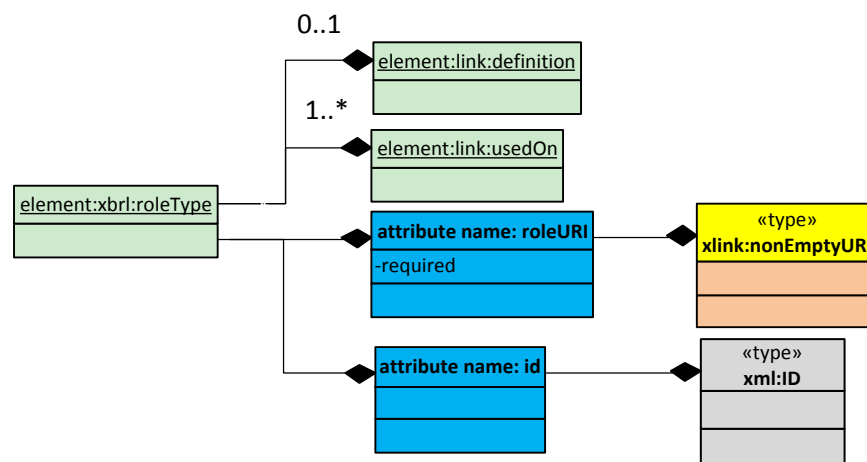 0..1
element:link:definition
1..*
element:link:usedOn
element:xbrl:roleType
attribute name: roleURI
-required
«type»
xlink:nonEmptyUR
attribute name: id
«type»
xml:ID